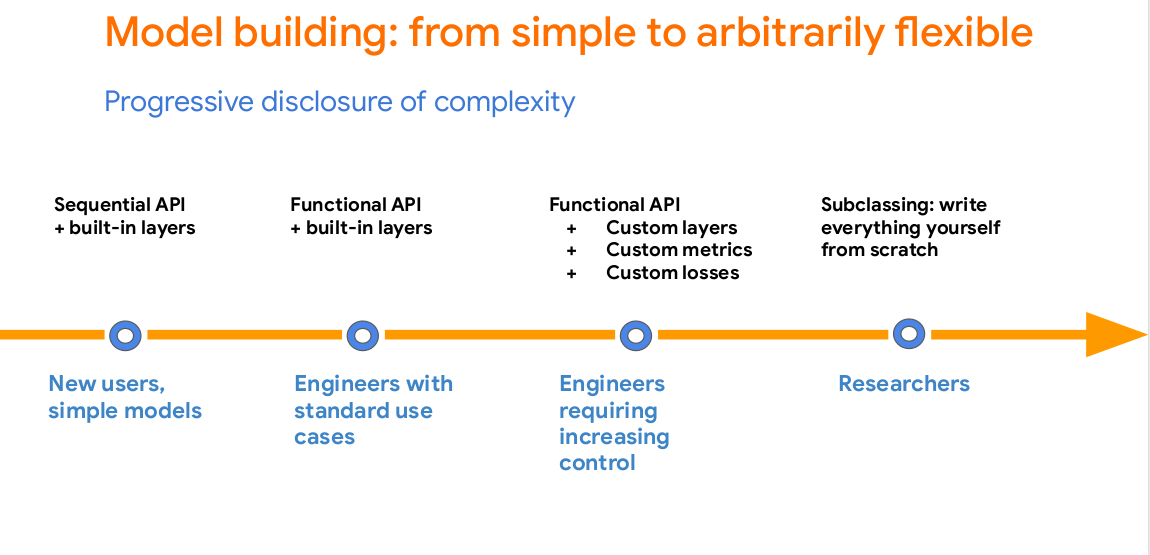 Model building: from simple to arbitrarily flexible
Progressive disclosure of complexity
Sequential API
+ built-in layers
Functional API
+ built-in layers
Functional API
+ Custom layers
+ Custom metrics
+ Custom losses
Subclassing: write
everything yourself
from scratch
New users,
simple models
Engineers with
standard use
cases
Engineers
requiring
increasing
control
Researchers